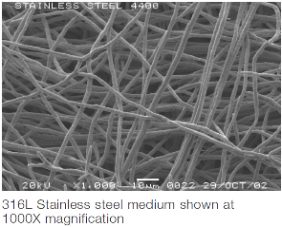 STAINLESS STEEL 4400
20kV X1,000 10μm 0022 29/OCT/02
316L Stainless steel medium shown at
1000X magnification